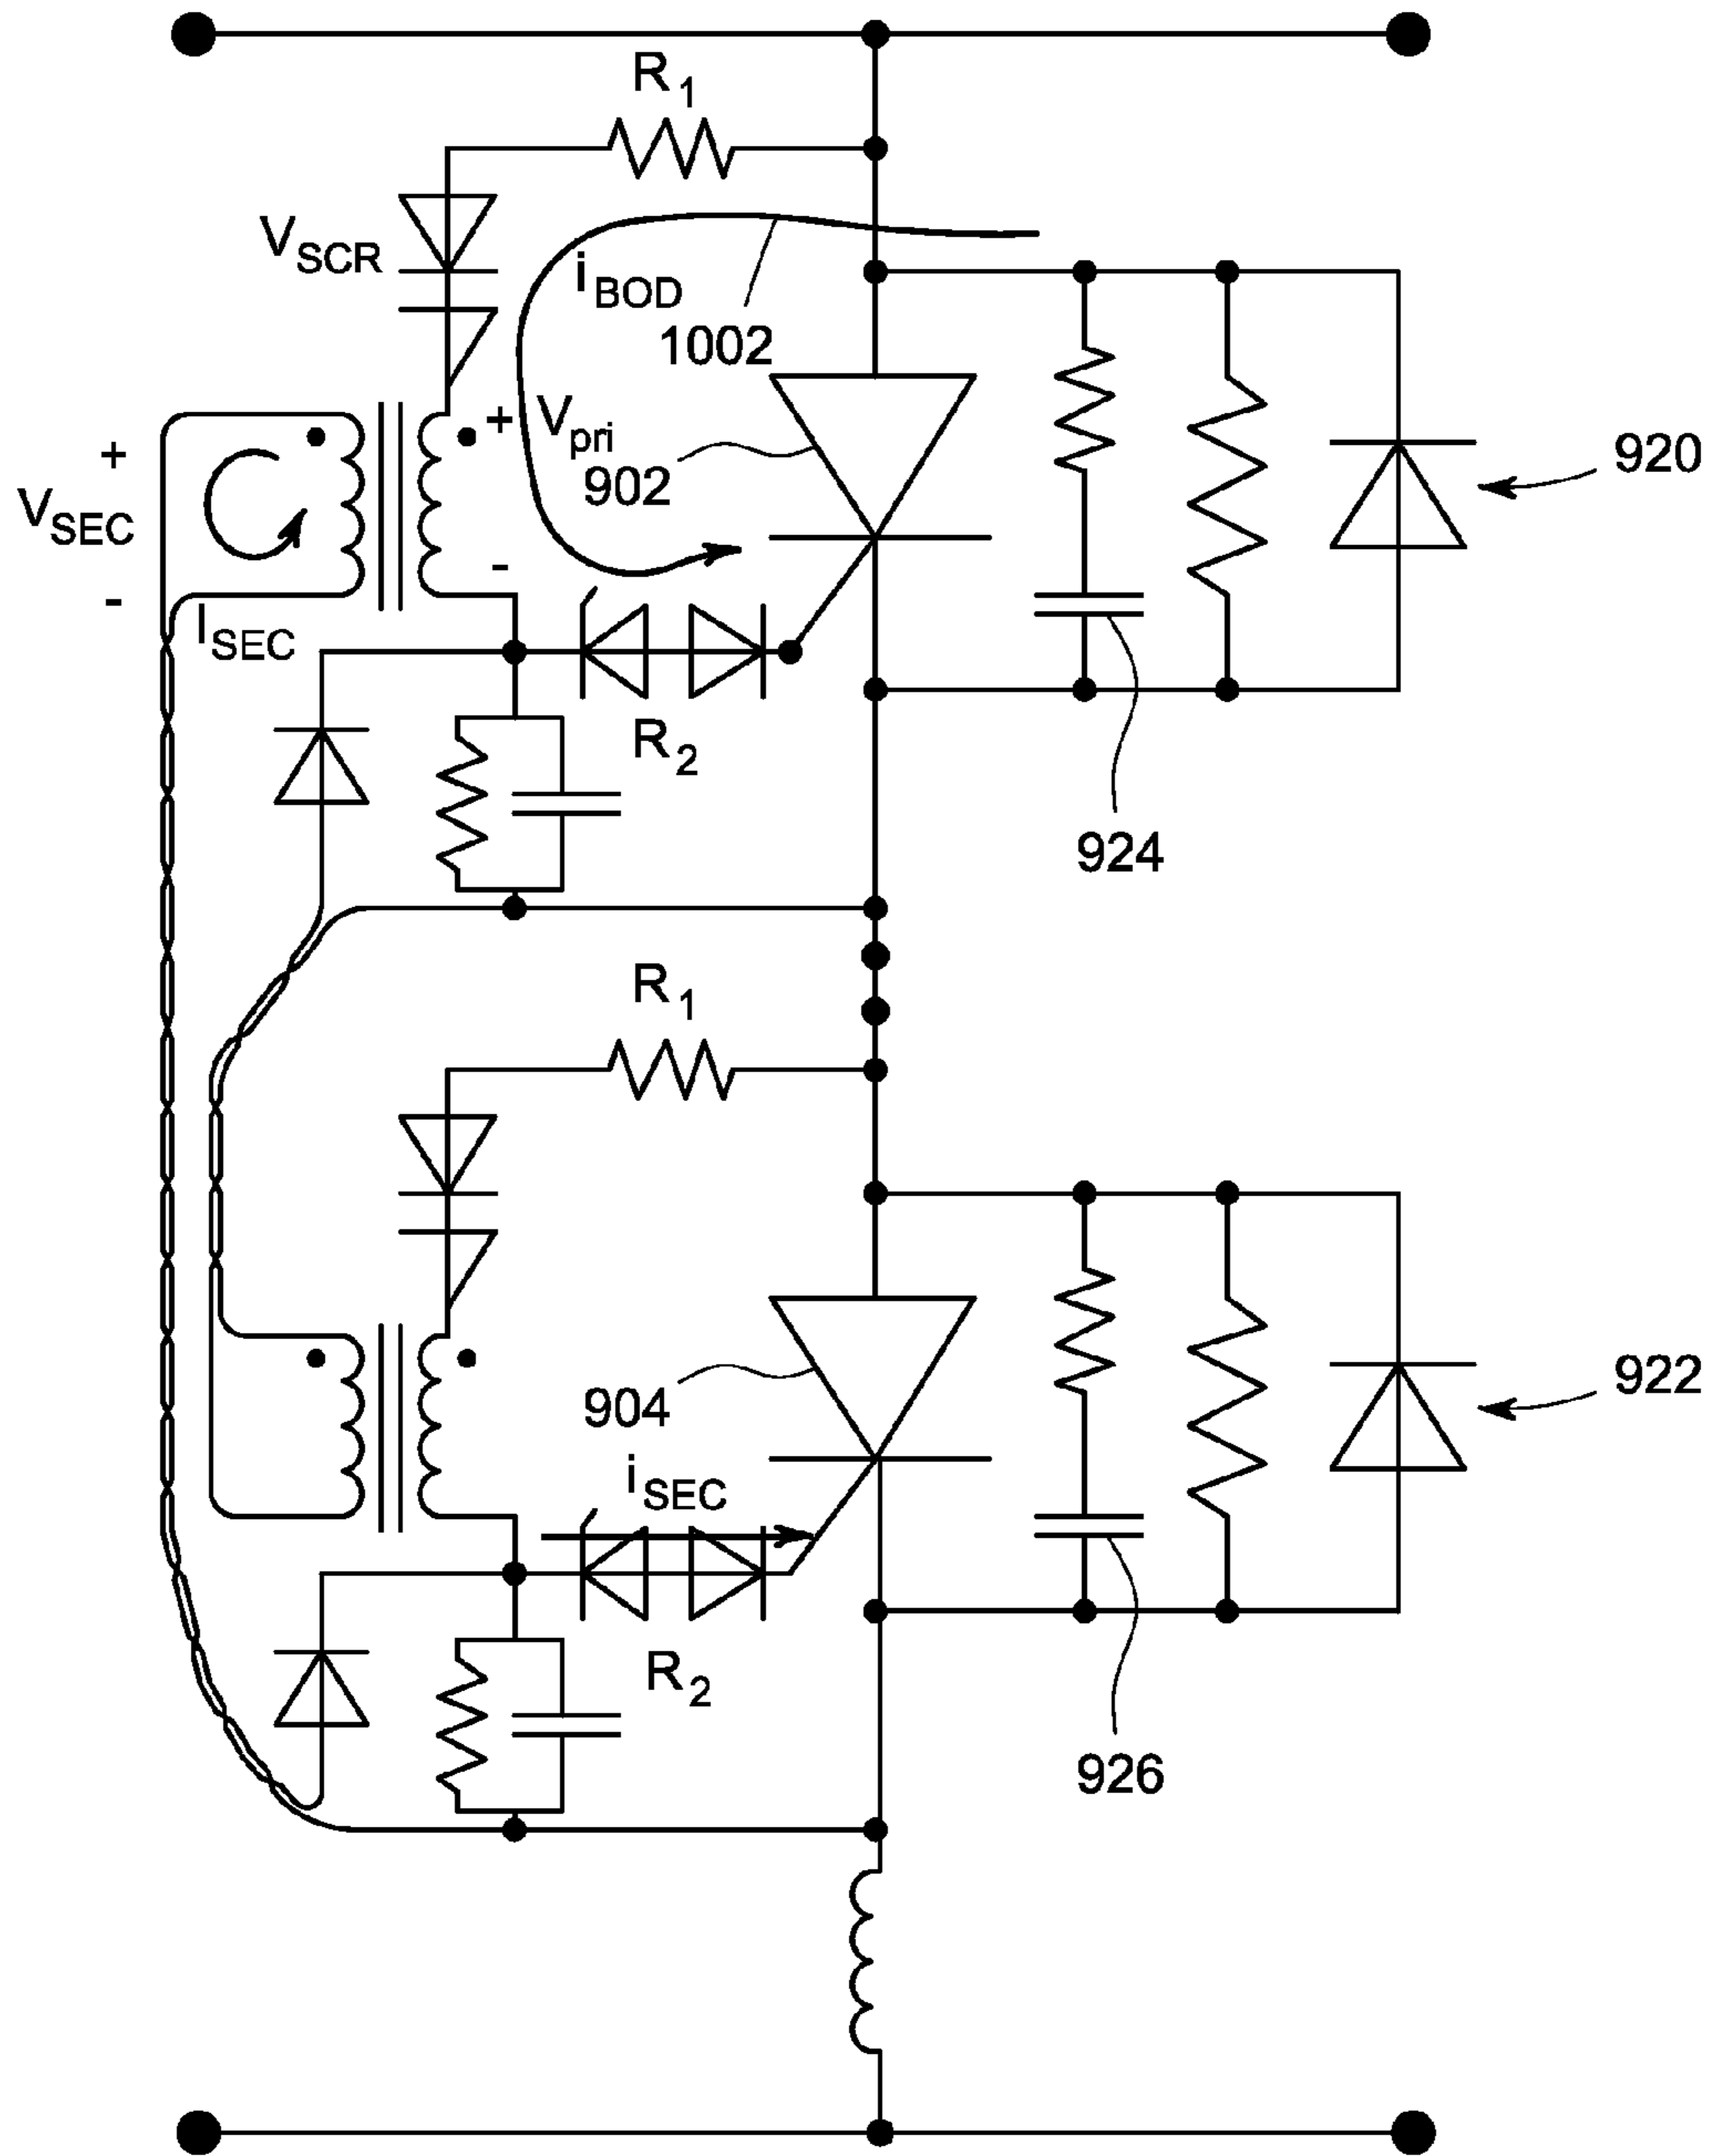 R1
VSCR
iBOD
1002
+ Vpri
902
920
+
VSEC
-
-
ISEC
R2
924
R1
904
922
iSEC
R2
926